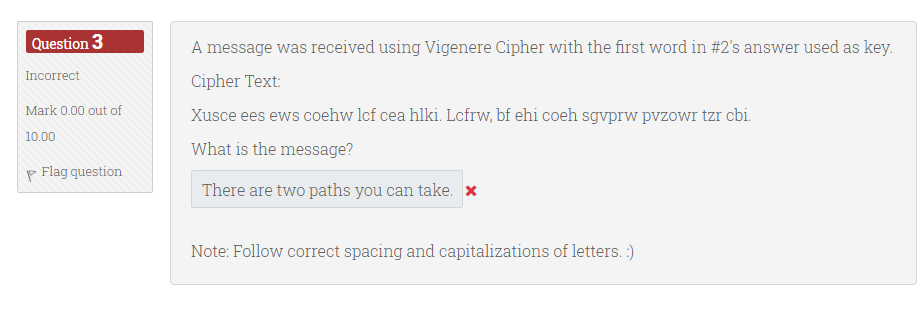 Question 3
Incorrect
Mark 0.00 out of
10.00
Flag question
A message was received using Vigenere Cipher with the first word in #2's answer used as key.
Cipher Text:
Xusce ees ews coehw lcf cea hlki. Lcfrw, bf ehi coeh sgvprw pvzowr tzr cbi.
What is the message?
There are two paths you can take.
Note: Follow correct spacing and capitalizations of letters. :)